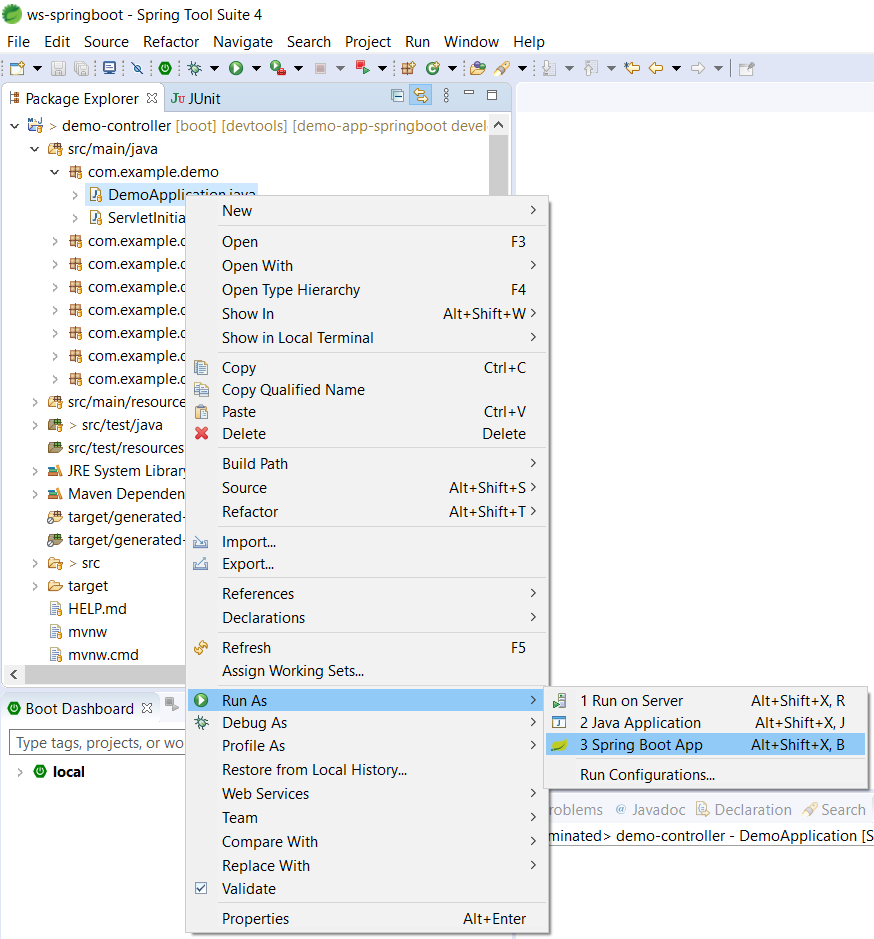 ws-springboot - Spring Tool Suite 4
File Edit Source Refactor Navigate Search Project Run Window Help
Package Explorer JUnit
> demo-controller [boot] [devtools] [demo-app-springboot devel
src/main/java
com.example.demo
DemoApplication.java
ServletInitia
com.example.d
com.example.d
com.example.d
com.example.d
com.example.d
com.example.d
com.example.d
src/main/resource
> src/test/java
src/test/resources
JRE System Library
Maven Dependen
target/generated-
target/generated-
> src
target
HELP.md
mvnw
mvnw.cmd
Boot Dashboard
Type tags, projects, or wo
local
New
Open F3
Open With
Open Type Hierarchy F4
Show In Alt+Shift+W
Show in Local Terminal
Copy Ctrl+C
Copy Qualified Name
Paste Ctrl+V
Delete Delete
Build Path
Source Alt+Shift+S
Refactor Alt+Shift+T
Import...
Export...
References
Declarations
Refresh F5
Assign Working Sets...
Run As
Debug As
Profile As
Restore from Local History...
Web Services
Team
Compare With
Replace With
Validate
Properties Alt+Enter
1 Run on Server Alt+Shift+X, R
2 Java Application Alt+Shift+X, J
3 Spring Boot App Alt+Shift+X, B
Run Configurations...
roblems @ Javadoc Declaration Search
minated> demo-controller - DemoApplication [S